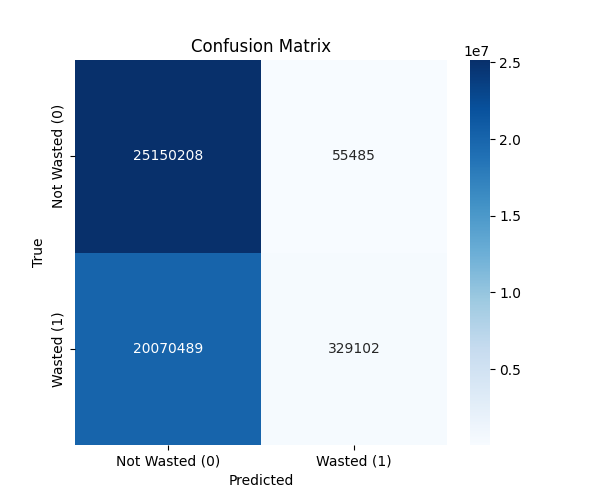 Confusion Matrix
1e7
Not Wasted (0)
25150208
55485
True
Wasted (1)
20070489
329102
Not Wasted (0)
Wasted (1)
Predicted
2.5
2.0
1.5
1.0
0.5